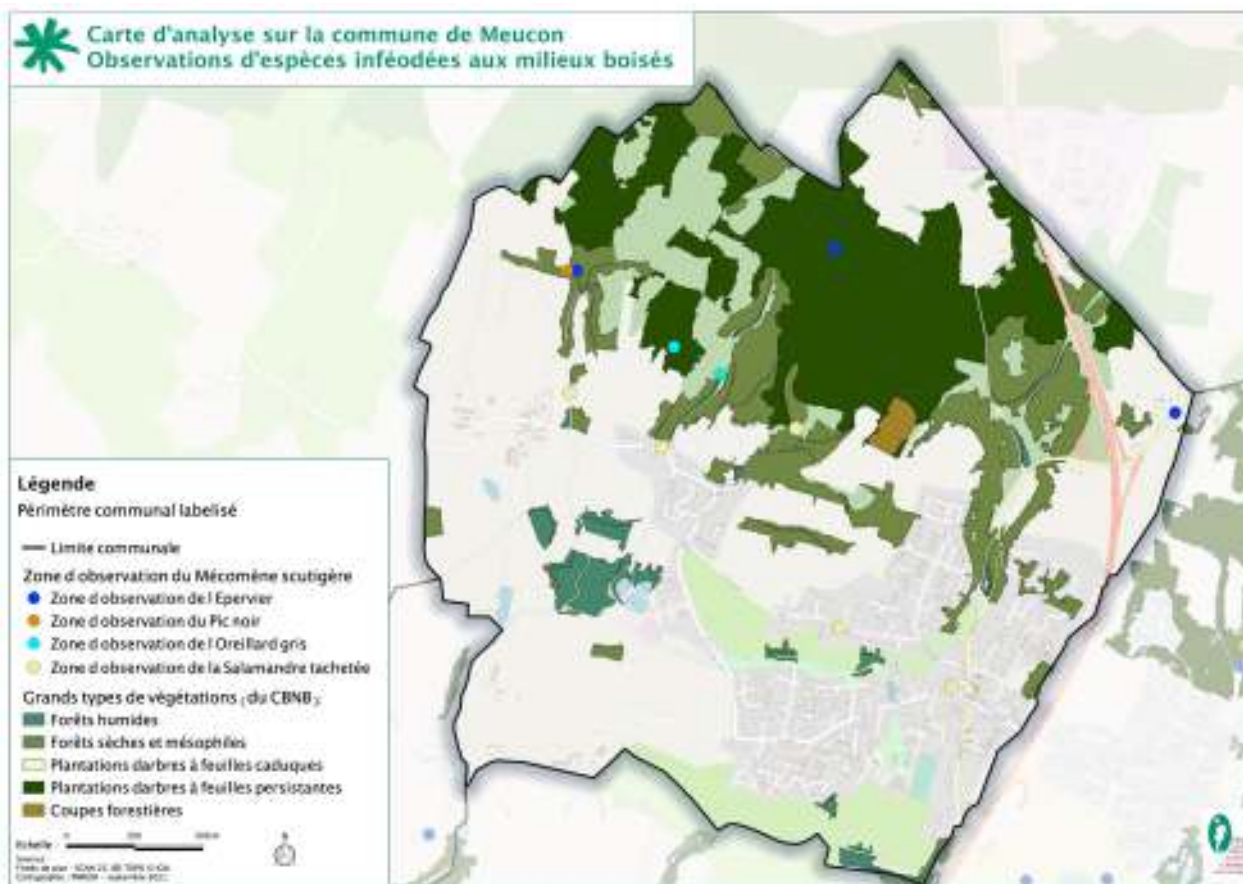 Carte d'analyse sur la commune de Meucon
Observations d'espèces inféodées aux milieux boisés
Légende
Périmètre communal labelisé
Limite communale
Zone d observation du Mécomène scutigère
Zone d observation de l Epervier
Zone d observation du Pic noir
Zone d observation de l Oreillard gris
Zone d observation de la Salamandre tachetée
Grands types de végétations ( du CBNB )
Forêts humides
Forêts sèches et mésophiles
Plantations darbres à feuilles caduques
Plantations darbres à feuilles persistantes
Coupes forestières
0
Echelle
N